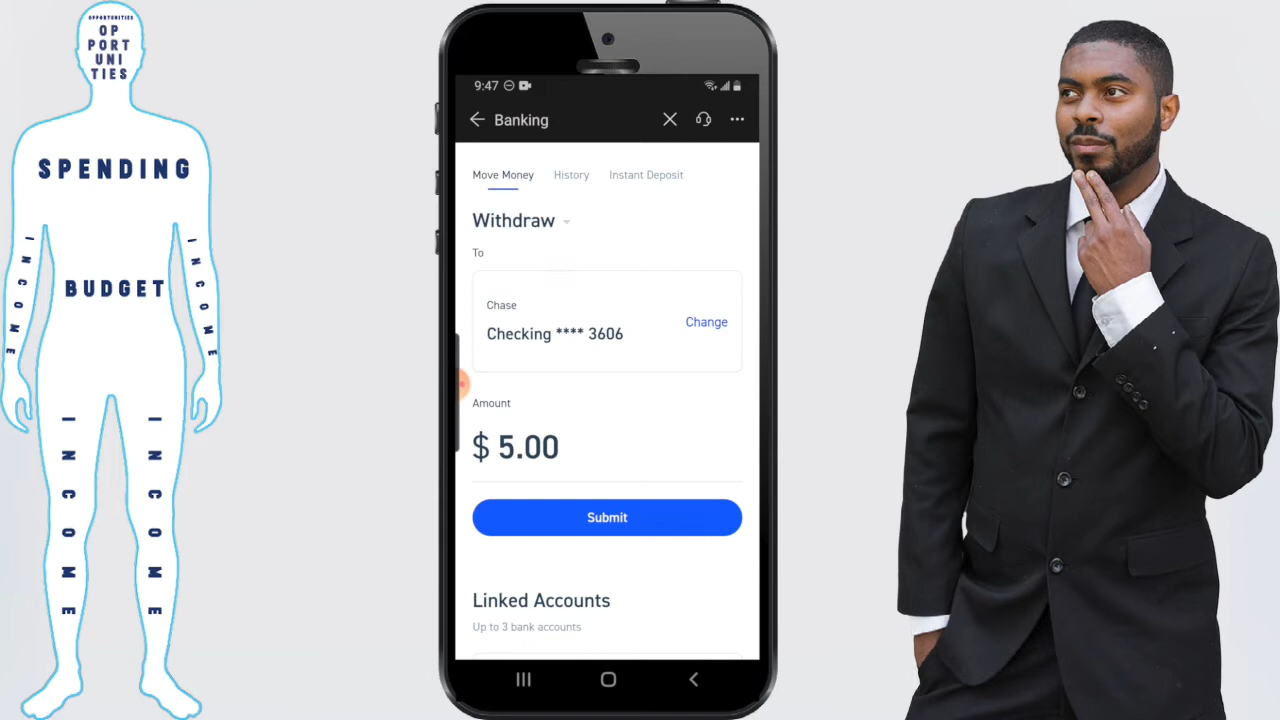 OPPORTUNITIES
OP
PORT
UNI
TIES
SPENDING
INCOME
INCOME
BUDGET
INCOME
INCOME
9:47
Banking
Move Money History Instant Deposit
Withdraw
To
Chase
Checking **** 3606
Change
Amount
$ 5.00
Submit
Linked Accounts
Up to 3 bank accounts